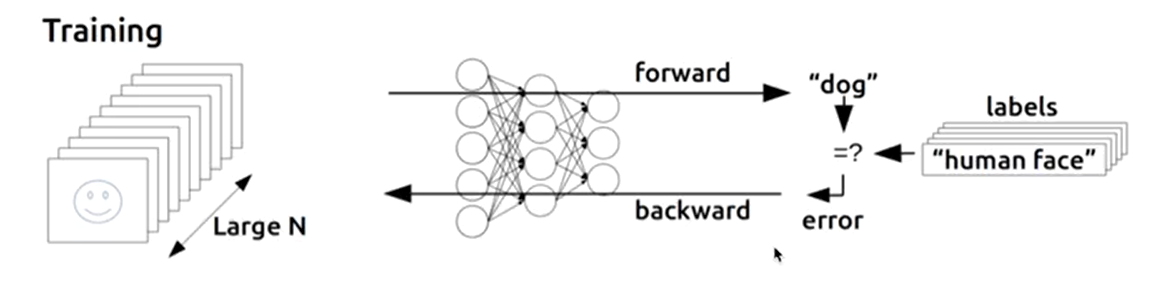 Training
Large N
forward
backward
“dog”
=?
error
labels
“human face”